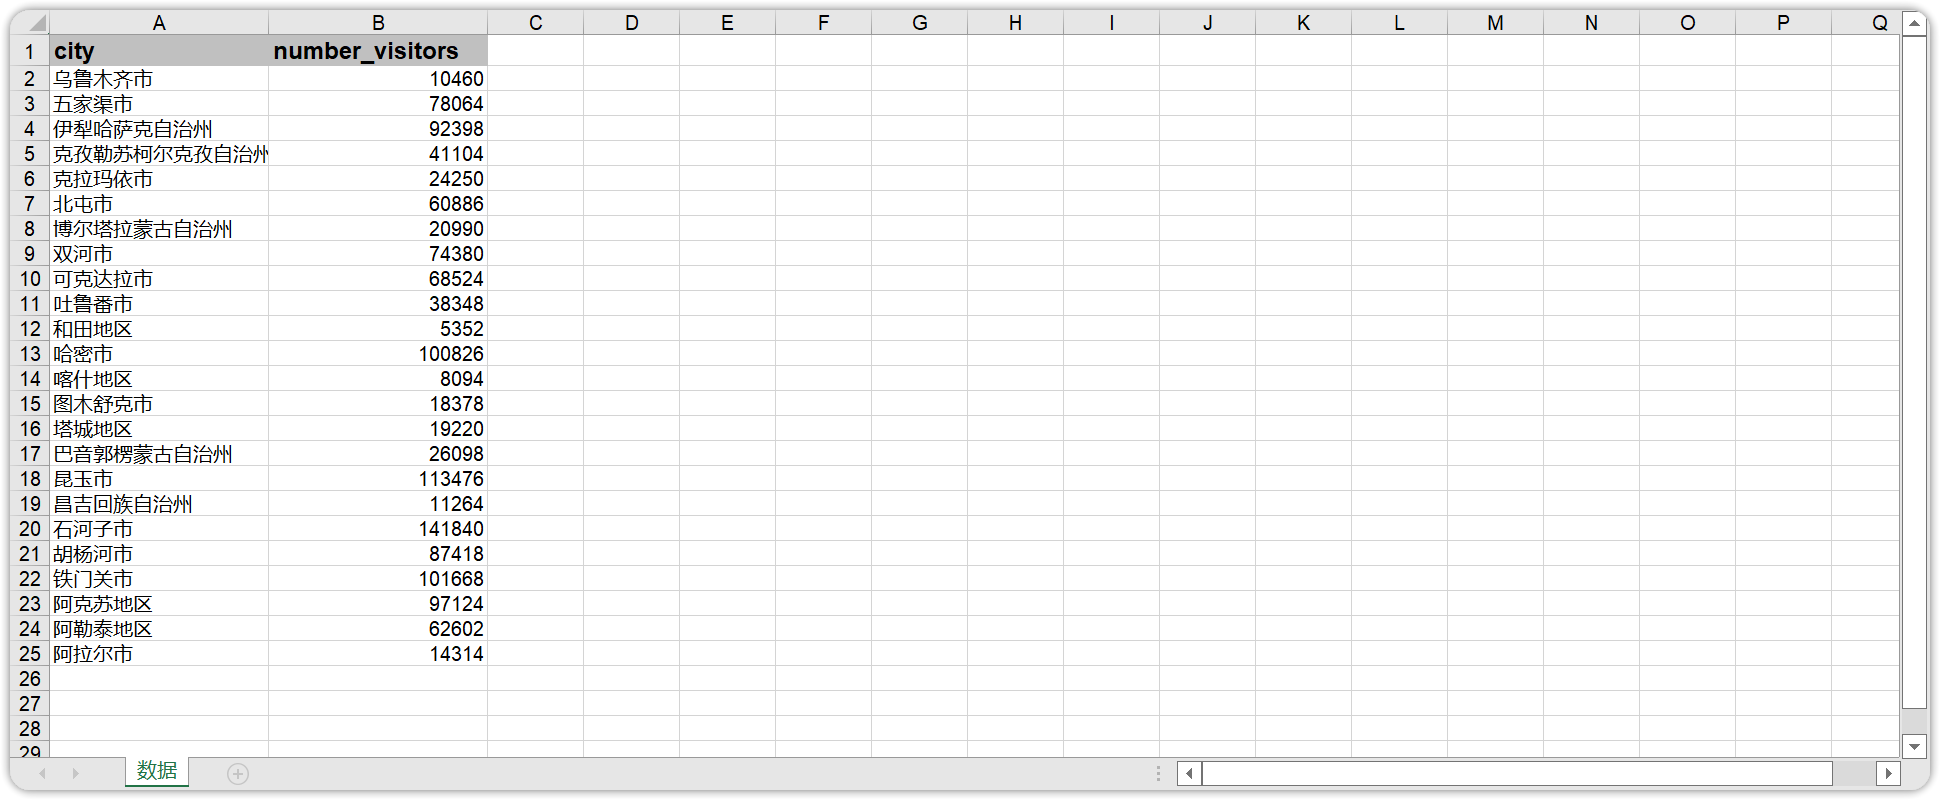 A B C D E F G H I J K L M N O P Q
1 city number_visitors
2 乌鲁木齐市 10460
3 五家渠市 78064
4 伊犁哈萨克自治州 92398
5 克孜勒苏柯尔克孜自治州 41104
6 克拉玛依市 24250
7 北屯市 60886
8 博尔塔拉蒙古自治州 20990
9 双河市 74380
10 可克达拉市 68524
11 吐鲁番市 38348
12 和田地区 5352
13 哈密市 100826
14 喀什地区 8094
15 图木舒克市 18378
16 塔城地区 19220
17 巴音郭楞蒙古自治州 26098
18 昆玉市 113476
19 昌吉回族自治州 11264
20 石河子市 141840
21 胡杨河市 87418
22 铁门关市 101668
23 阿克苏地区 97124
24 阿勒泰地区 62602
25 阿拉尔市 14314
26
27
28
29
数据